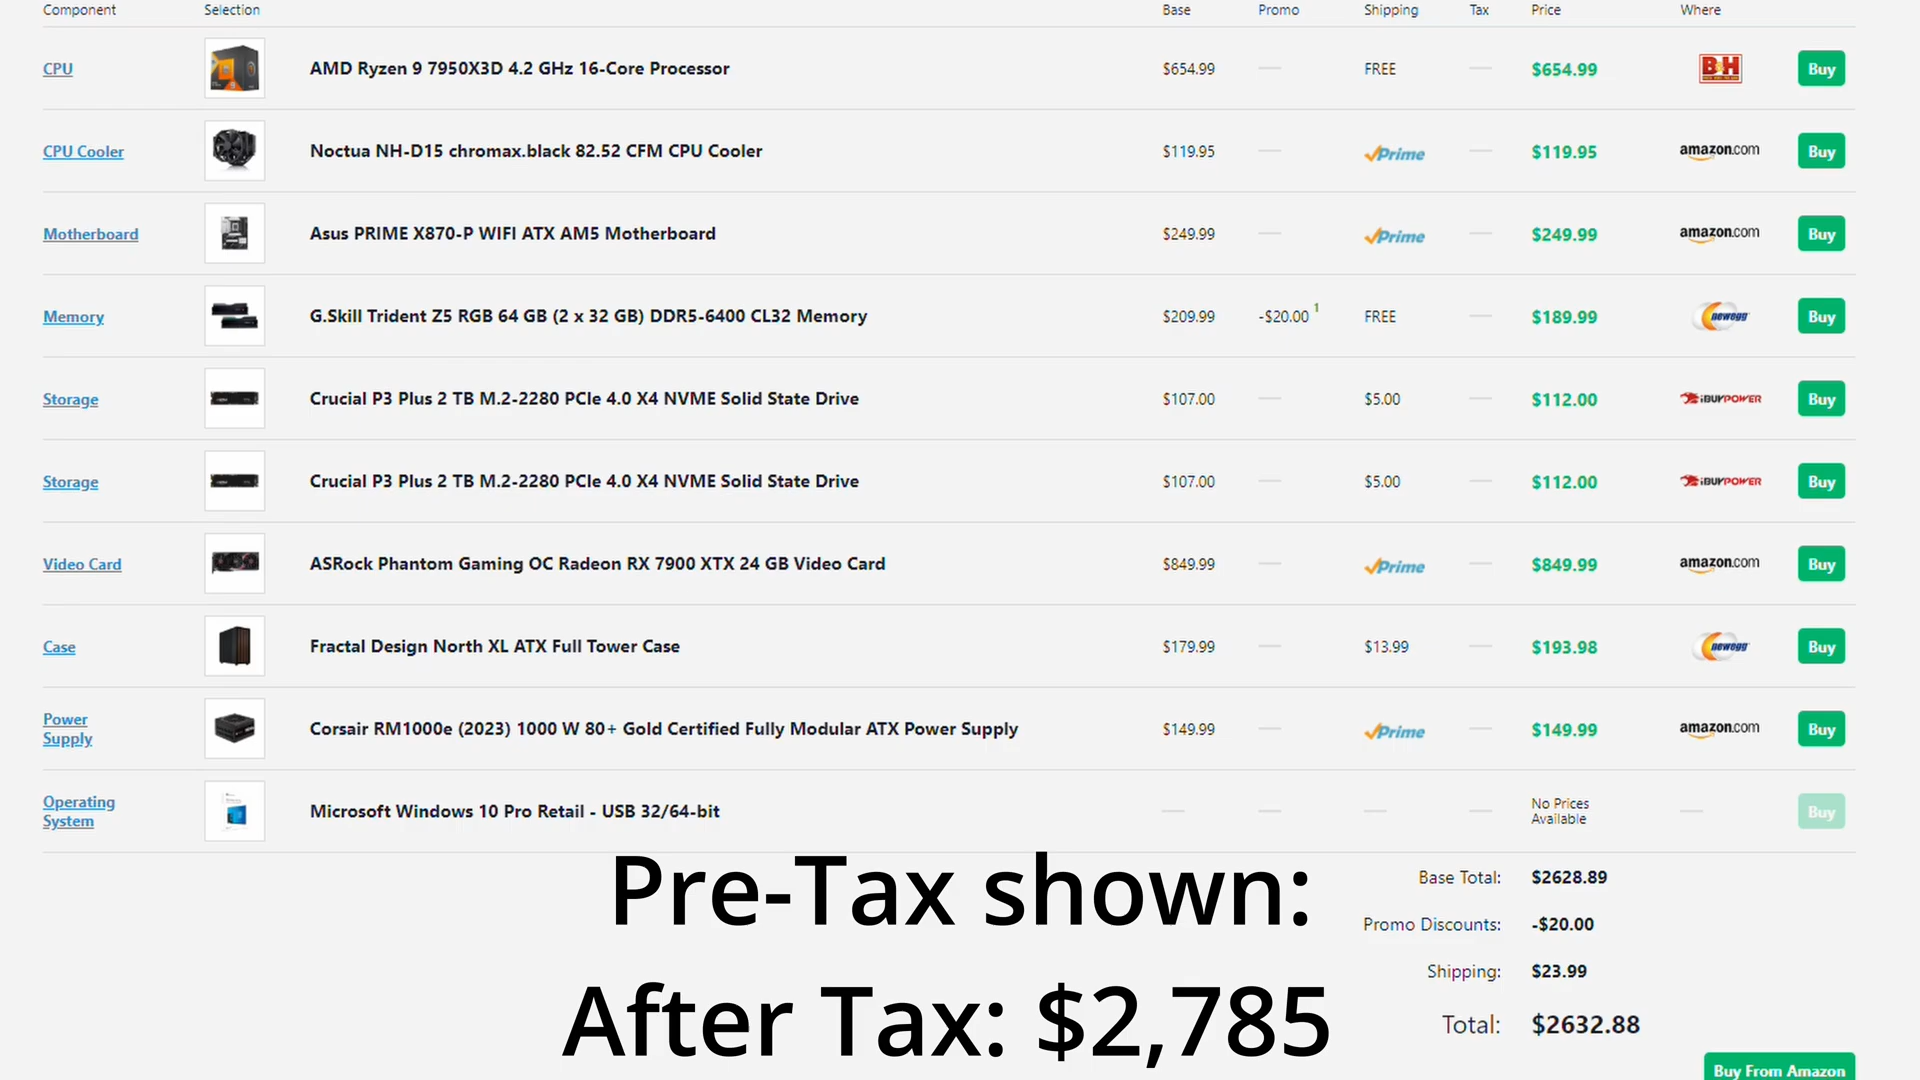 Component Selection Base Promo Shipping Tax Price Where
CPU AMD Ryzen 9 7950X3D 4.2 GHz 16-Core Processor $654.99 — FREE — $654.99 B&H Buy
CPU Cooler Noctua NH-D15 chromax.black 82.52 CFM CPU Cooler $119.95 — Prime — $119.95 amazon.com Buy
Motherboard Asus PRIME X870-P WIFI ATX AM5 Motherboard $249.99 — Prime — $249.99 amazon.com Buy
Memory G.Skill Trident Z5 RGB 64 GB (2 x 32 GB) DDR5-6400 CL32 Memory $209.99 -$20.00 1 FREE — $189.99 newegg Buy
Storage Crucial P3 Plus 2 TB M.2-2280 PCIe 4.0 X4 NVME Solid State Drive $107.00 — $5.00 — $112.00 iBUYPOWER Buy
Storage Crucial P3 Plus 2 TB M.2-2280 PCIe 4.0 X4 NVME Solid State Drive $107.00 — $5.00 — $112.00 iBUYPOWER Buy
Video Card ASRock Phantom Gaming OC Radeon RX 7900 XTX 24 GB Video Card $849.99 — Prime — $849.99 amazon.com Buy
Case Fractal Design North XL ATX Full Tower Case $179.99 — $13.99 — $193.98 newegg Buy
Power
Supply Corsair RM1000e (2023) 1000 W 80+ Gold Certified Fully Modular ATX Power Supply $149.99 — Prime — $149.99 amazon.com Buy
Operating
System Microsoft Windows 10 Pro Retail - USB 32/64-bit — — — — No Prices
Available — Buy
Base Total: $2628.89
Promo Discounts: -$20.00
Shipping: $23.99
Total: $2632.88
Pre-Tax shown:
After Tax: $2,785
Buy From Amazon